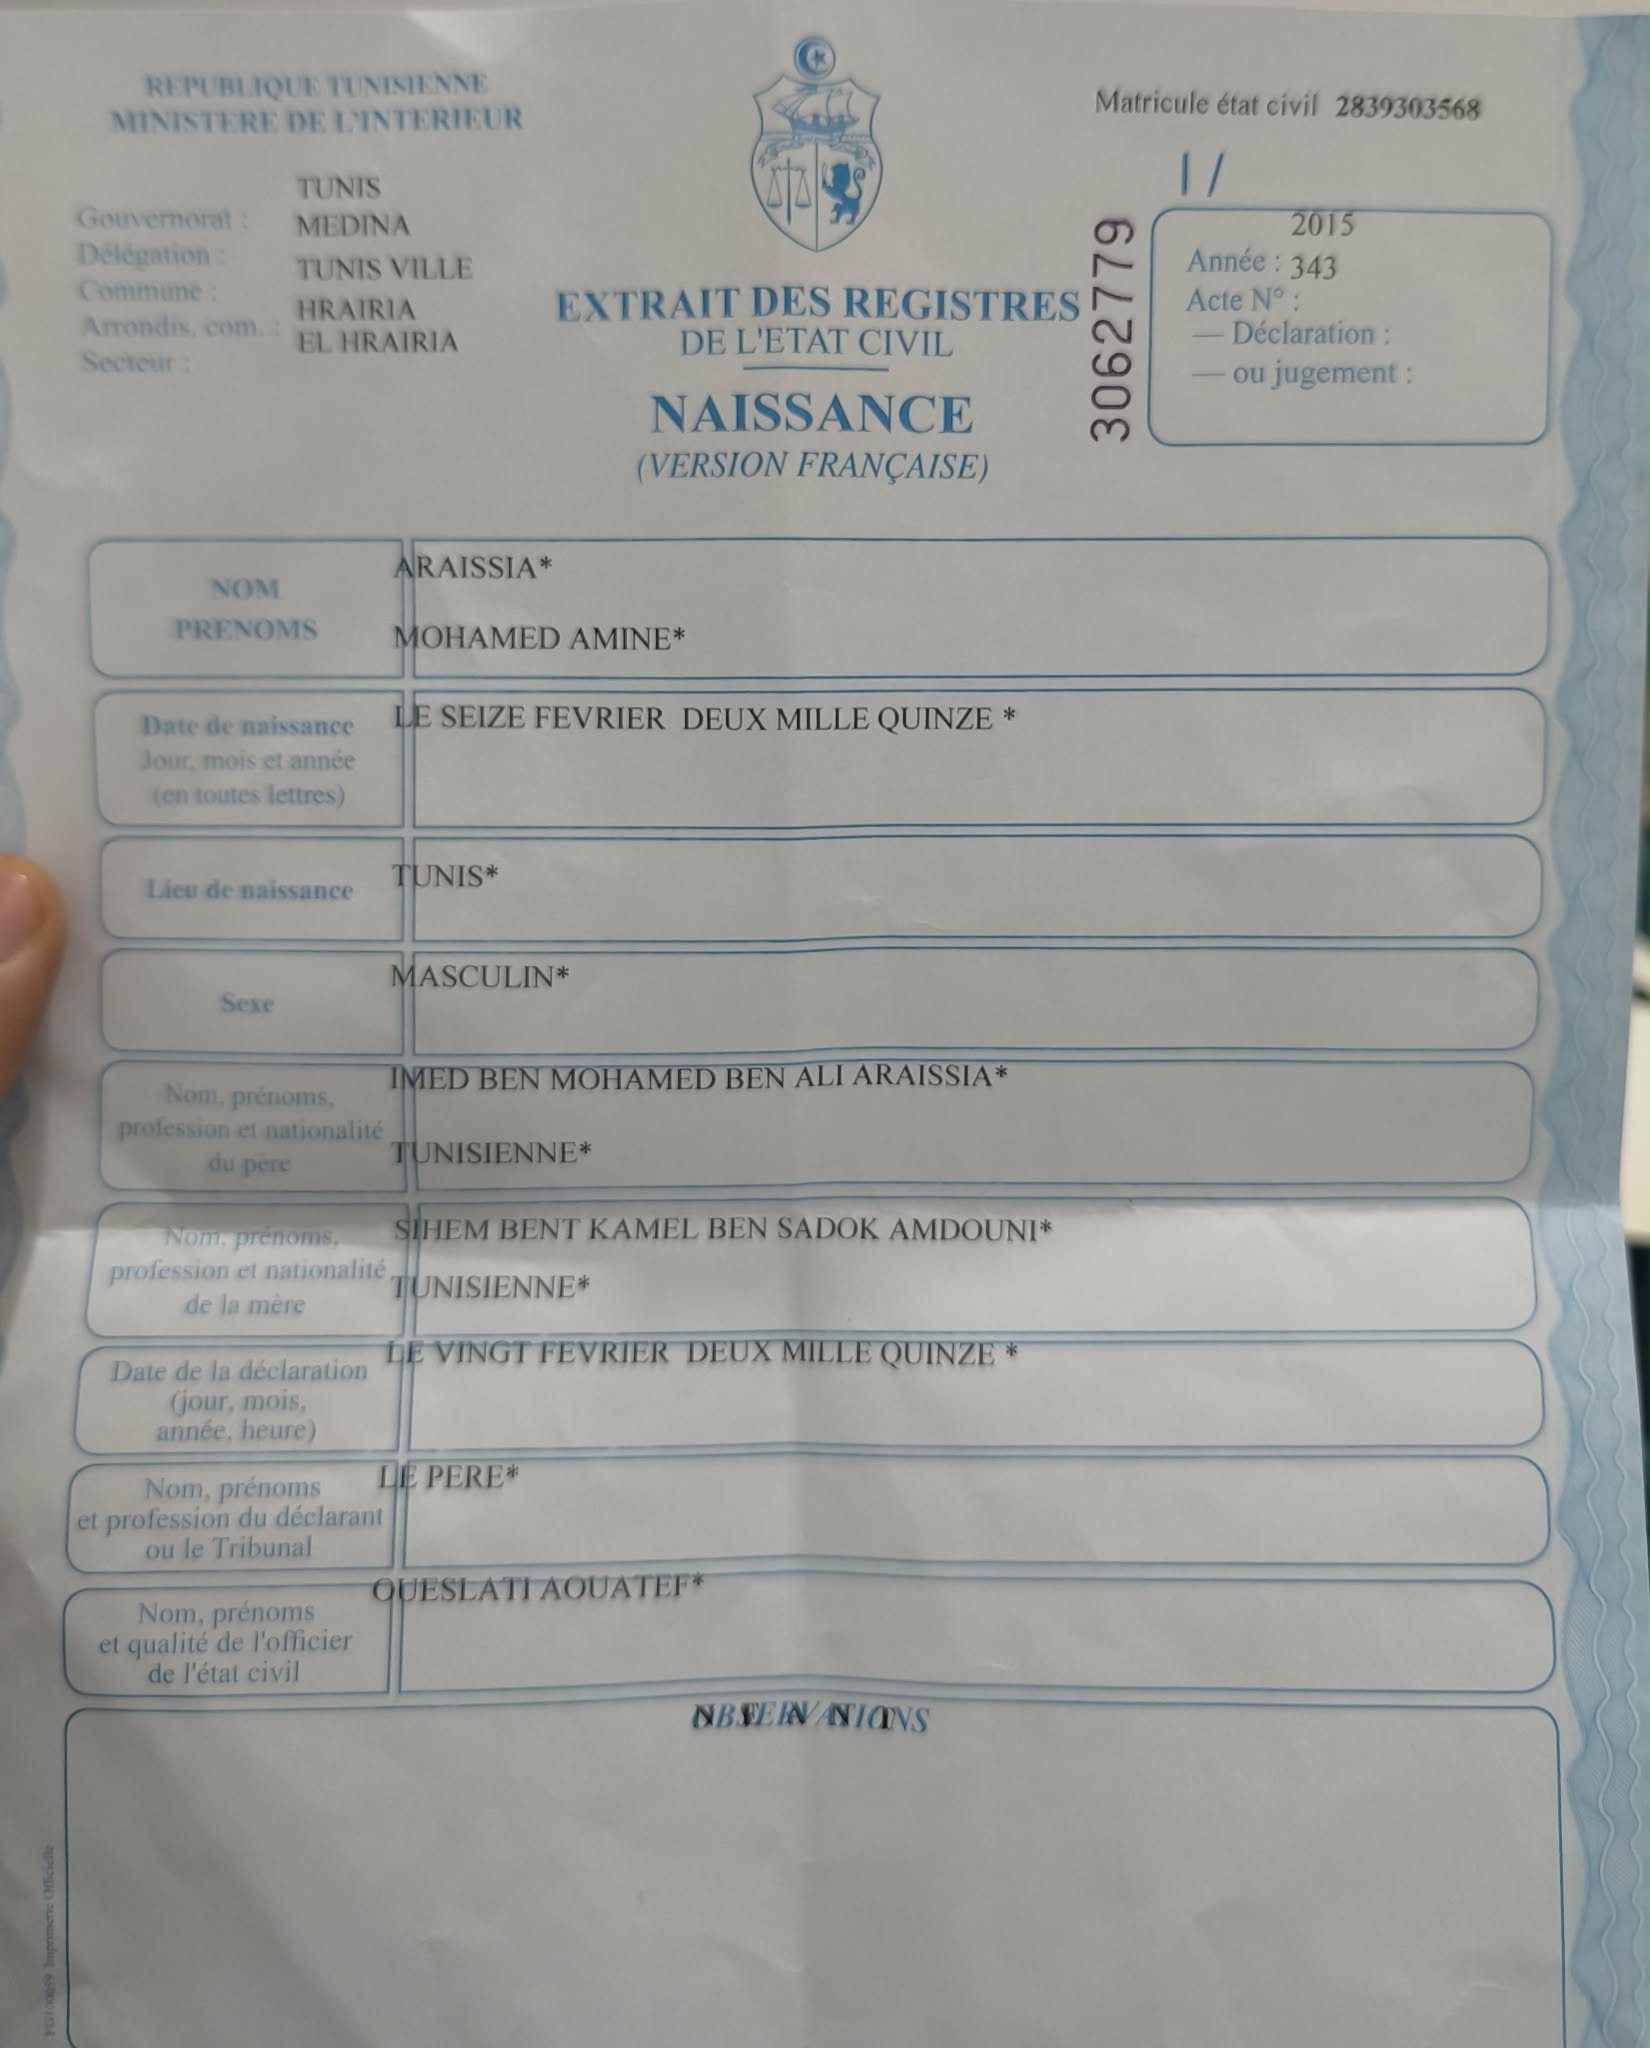 REPUBLIQUE TUNISIENNE
MINISTERE DE L'INTERIEUR
Matricule état civil 2839303568
1/
TUNIS
Gouvernorat :
MEDINA
Délégation :
TUNIS VILLE
Commune :
HRAIRIA
Arrondis. com. :
EL HRAIRIA
Secteur :
EXTRAIT DES REGISTRES
DE L'ETAT CIVIL
NAISSANCE
(VERSION FRANÇAISE)
3062779
2015
Année : 343
Acte N° :
— Déclaration :
— ou jugement :
NOM
PRENOMS
ARAISSIA*
MOHAMED AMINE*
Date de naissance
Jour, mois et année
(en toutes lettres)
LE SEIZE FEVRIER DEUX MILLE QUINZE *
Lieu de naissance
TUNIS*
Sexe
MASCULIN*
Nom, prénoms,
profession et nationalité
du père
IMED BEN MOHAMED BEN ALI ARAISSIA*
TUNISIENNE*
Nom, prénoms,
profession et nationalité
de la mère
SIHEM BENT KAMEL BEN SADOK AMDOUNI*
TUNISIENNE*
Date de la déclaration
(jour, mois,
année, heure)
LE VINGT FEVRIER DEUX MILLE QUINZE *
Nom, prénoms
et profession du déclarant
ou le Tribunal
LE PERE*
Nom, prénoms
et qualité de l'officier
de l'état civil
OUESLATI AOUATEF*
OBSERVATIONS
N E A N T
Imprimerie Officielle